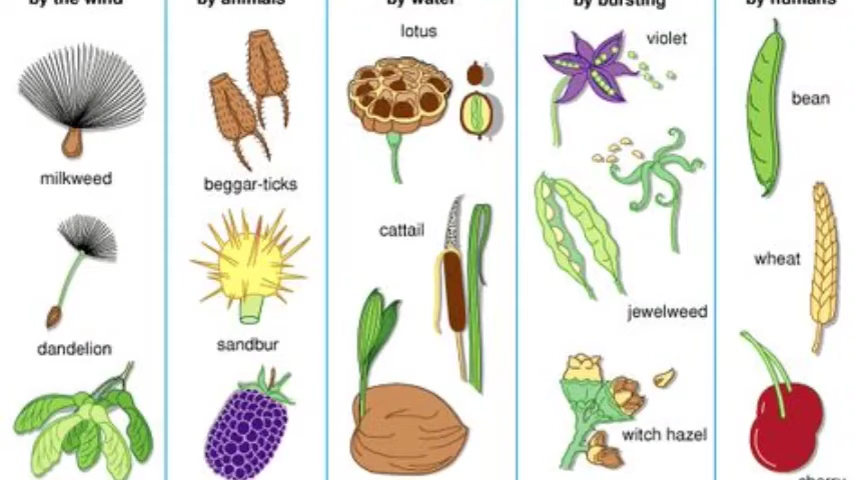 by the wind
by animals
by water
by bursting
by humans
milkweed
dandelion
beggar-ticks
sandbur
lotus
cattail
violet
jewelweed
witch hazel
bean
wheat
cherry